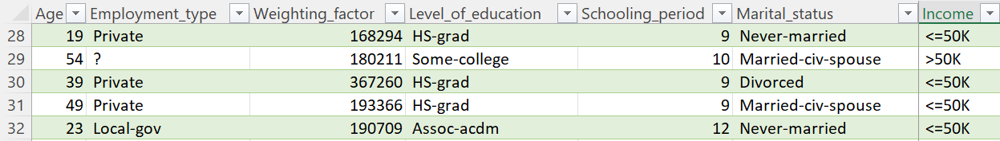 Age Employment_type Weighting_factor Level_of_education Schooling_period Marital_status Income
28 19 Private 168294 HS-grad 9 Never-married <=50K
29 54 ? 180211 Some-college 10 Married-civ-spouse >50K
30 39 Private 367260 HS-grad 9 Divorced <=50K
31 49 Private 193366 HS-grad 9 Married-civ-spouse <=50K
32 23 Local-gov 190709 Assoc-acdm 12 Never-married <=50K